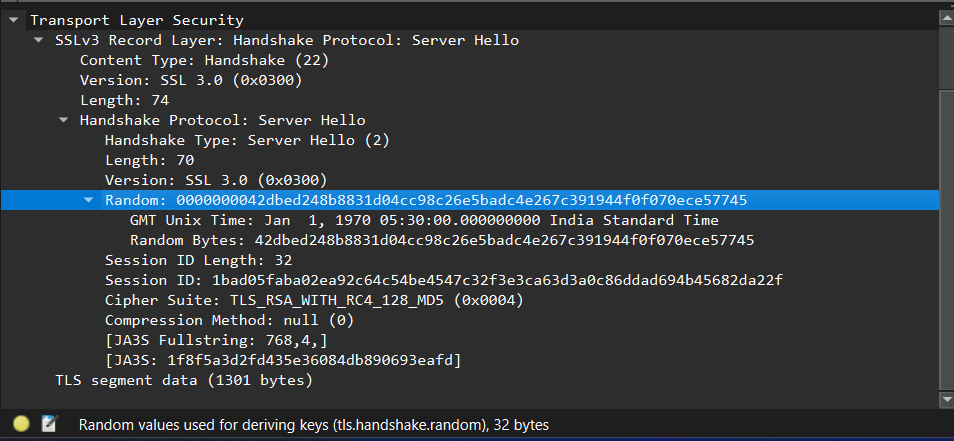 Transport Layer Security
SSLv3 Record Layer: Handshake Protocol: Server Hello
Content Type: Handshake (22)
Version: SSL 3.0 (0x0300)
Length: 74
Handshake Protocol: Server Hello
Handshake Type: Server Hello (2)
Length: 70
Version: SSL 3.0 (0x0300)
Random: 0000000042dbed248b8831d04cc98c26e5badc4e267c391944f0f070ece57745
GMT Unix Time: Jan  1, 1970 05:30:00.000000000 India Standard Time
Random Bytes: 42dbed248b8831d04cc98c26e5badc4e267c391944f0f070ece57745
Session ID Length: 32
Session ID: 1bad05faba02ea92c64c54be4547c32f3e3ca63d3a0c86ddad694b45682da22f
Cipher Suite: TLS_RSA_WITH_RC4_128_MD5 (0x0004)
Compression Method: null (0)
[JA3S Fullstring: 768,4,]
[JA3S: 1f8f5a3d2fd435e36084db890693eafd]
TLS segment data (1301 bytes)
Random values used for deriving keys (tls.handshake.random), 32 bytes